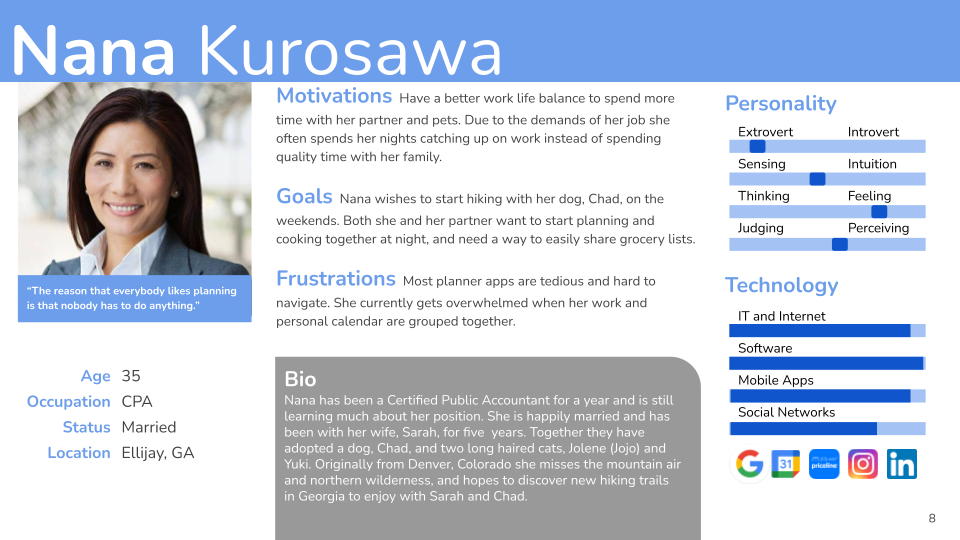 Nana Kurosawa
“The reason that everybody likes planning
is that nobody has to do anything.”
Age 35
Occupation CPA
Status Married
Location Ellijay, GA
Motivations Have a better work life balance to spend more
time with her partner and pets. Due to the demands of her job she
often spends her nights catching up on work instead of spending
quality time with her family.
Goals Nana wishes to start hiking with her dog, Chad, on the
weekends. Both she and her partner want to start planning and
cooking together at night, and need a way to easily share grocery lists.
Frustrations Most planner apps are tedious and hard to
navigate. She currently gets overwhelmed when her work and
personal calendar are grouped together.
Bio
Nana has been a Certified Public Accountant for a year and is still
learning much about her position. She is happily married and has
been with her wife, Sarah, for five  years. Together they have
adopted a dog, Chad, and two long haired cats, Jolene (Jojo) and
Yuki. Originally from Denver, Colorado she misses the mountain air
and northern wilderness, and hopes to discover new hiking trails
in Georgia to enjoy with Sarah and Chad.
Personality
Extrovert Introvert
Sensing Intuition
Thinking Feeling
Judging Perceiving
Technology
IT and Internet
Software
Mobile Apps
Social Networks
G 31 priceline in
8